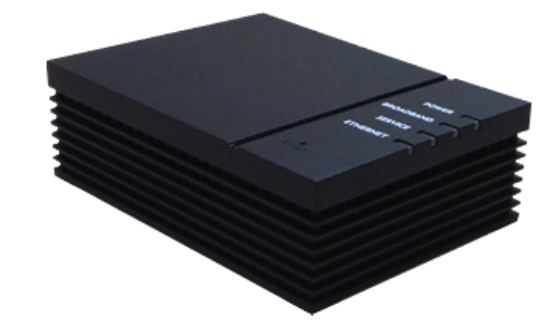 POWER
BROADBAND
SERVICE
ETHERNET